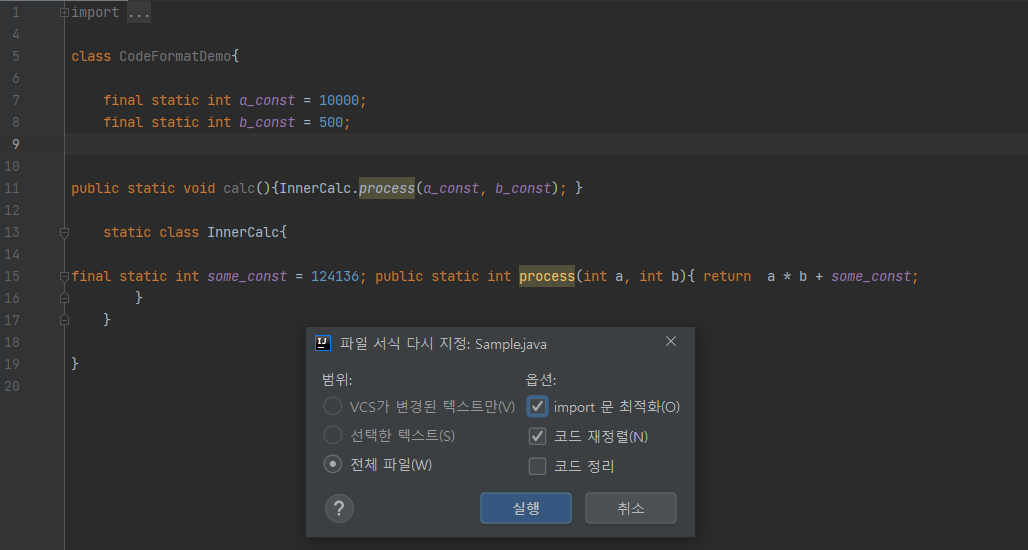 1 import ...
4
5 class CodeFormatDemo{
6
7 final static int a_const = 10000;
8 final static int b_const = 500;
9
10
11 public static void calc(){InnerCalc.process(a_const, b_const); }
12
13 static class InnerCalc{
14
15 final static int some_const = 124136; public static int process(int a, int b){ return  a * b + some_const;
16 }
17 }
18
19 }
20
IJ 파일 서식 다시 지정: Sample.java
범위:
VCS가 변경된 텍스트만(V)
선택한 텍스트(S)
전체 파일(W)
옵션:
import 문 최적화(O)
코드 재정렬(N)
코드 정리
?
실행
취소